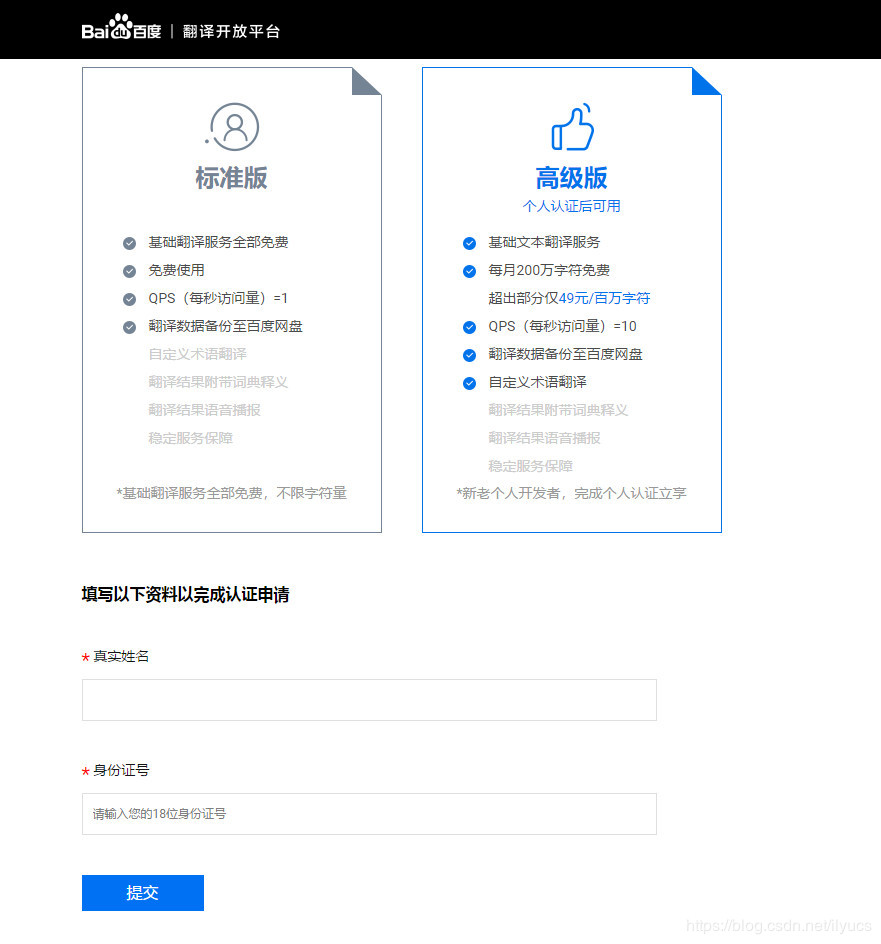 Baidu百度 | 翻译开放平台
标准版
基础翻译服务全部免费
免费使用
QPS（每秒访问量）=1
翻译数据备份至百度网盘
自定义术语翻译
翻译结果附带词典释义
翻译结果语音播报
稳定服务保障
*基础翻译服务全部免费，不限字符量
高级版
个人认证后可用
基础文本翻译服务
每月200万字符免费
超出部分仅49元/百万字符
QPS（每秒访问量）=10
翻译数据备份至百度网盘
自定义术语翻译
翻译结果附带词典释义
翻译结果语音播报
稳定服务保障
*新老个人开发者，完成个人认证立享
填写以下资料以完成认证申请
* 真实姓名
* 身份证号
请输入您的18位身份证号
提交
https://blog.csdn.net/ilyucs